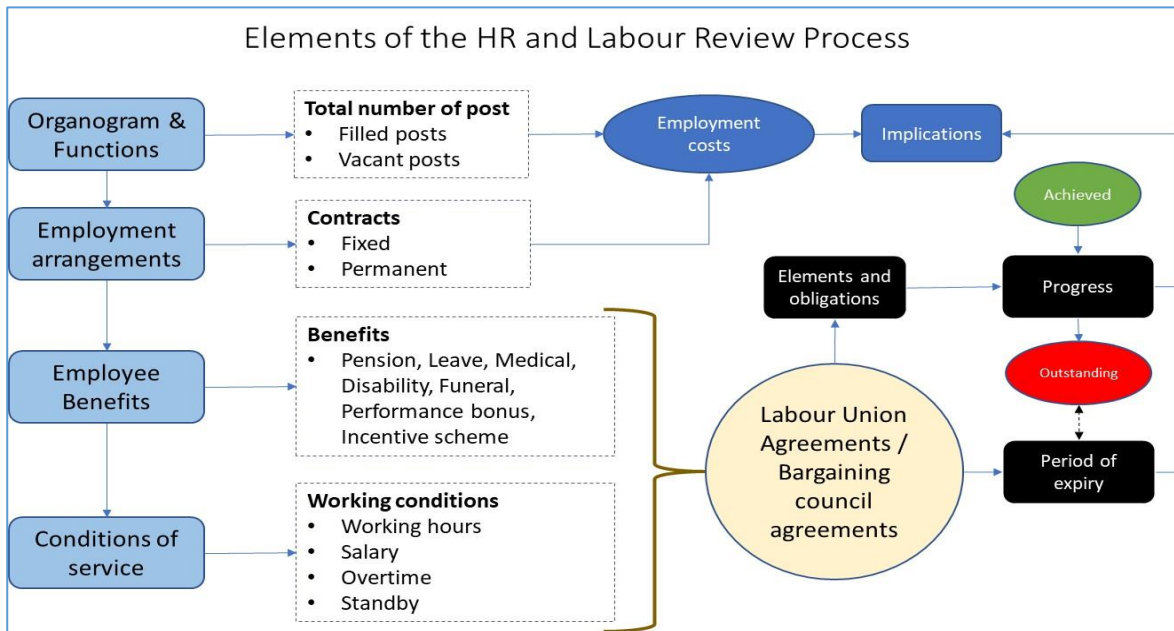 Elements of the HR and Labour Review Process
Organogram &
Functions
Total number of post
• Filled posts
• Vacant posts
Employment
costs
Implications
Achieved
Employment
arrangements
Contracts
• Fixed
• Permanent
Elements and
obligations
Progress
Employee
Benefits
Benefits
• Pension, Leave, Medical,
Disability, Funeral,
Performance bonus,
Incentive scheme
Outstanding
Labour Union
Agreements /
Bargaining
council
agreements
Period of
expiry
Conditions of
service
Working conditions
• Working hours
• Salary
• Overtime
• Standby